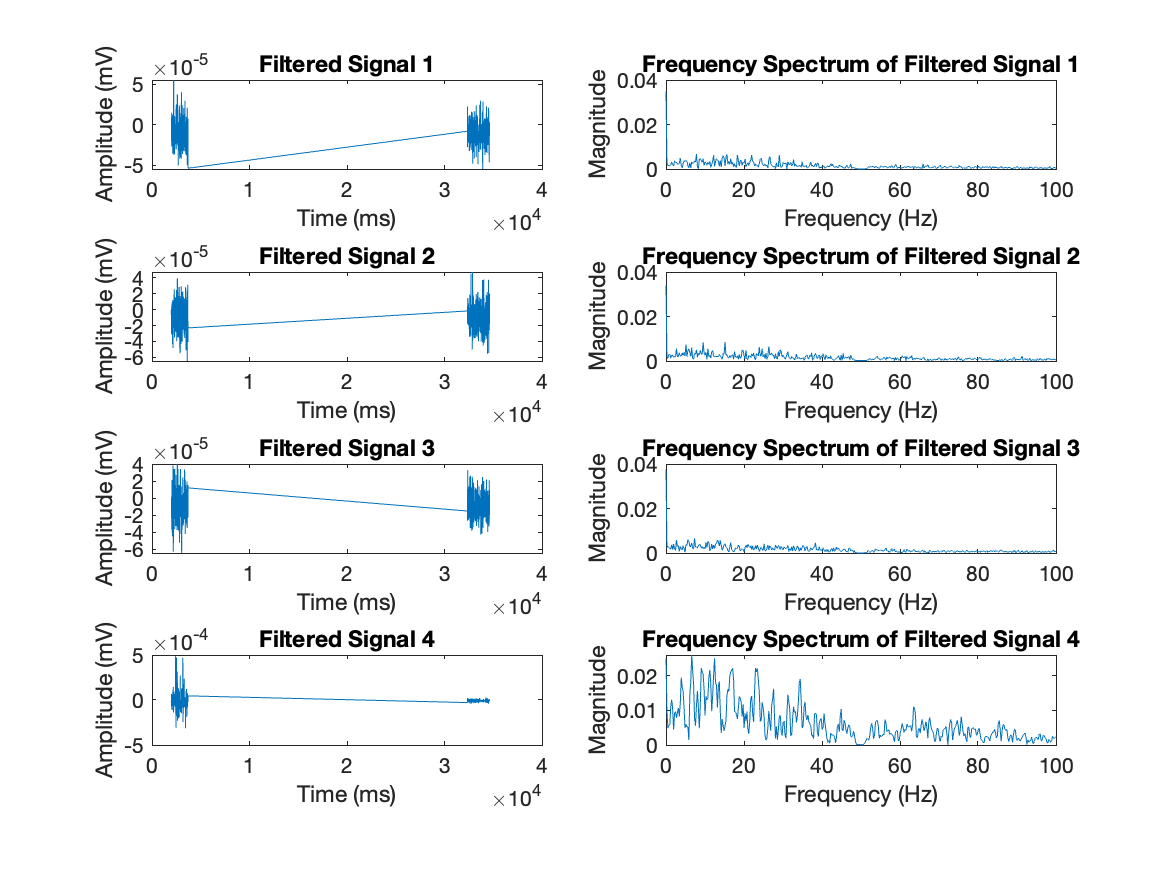 Filtered Signal 1
×10-5
Amplitude (mV)
5
0
-5
0 1 2 3 4
Time (ms)
×104
Frequency Spectrum of Filtered Signal 1
Magnitude
0.04
0.02
0
0 20 40 60 80 100
Frequency (Hz)
Filtered Signal 2
×10-5
Amplitude (mV)
4
2
0
-2
-4
-6
0 1 2 3 4
Time (ms)
×104
Frequency Spectrum of Filtered Signal 2
Magnitude
0.04
0.02
0
0 20 40 60 80 100
Frequency (Hz)
Filtered Signal 3
×10-5
Amplitude (mV)
4
2
0
-2
-4
-6
0 1 2 3 4
Time (ms)
×104
Frequency Spectrum of Filtered Signal 3
Magnitude
0.04
0.02
0
0 20 40 60 80 100
Frequency (Hz)
Filtered Signal 4
×10-4
Amplitude (mV)
5
0
-5
0 1 2 3 4
Time (ms)
×104
Frequency Spectrum of Filtered Signal 4
Magnitude
0.02
0.01
0
0 20 40 60 80 100
Frequency (Hz)